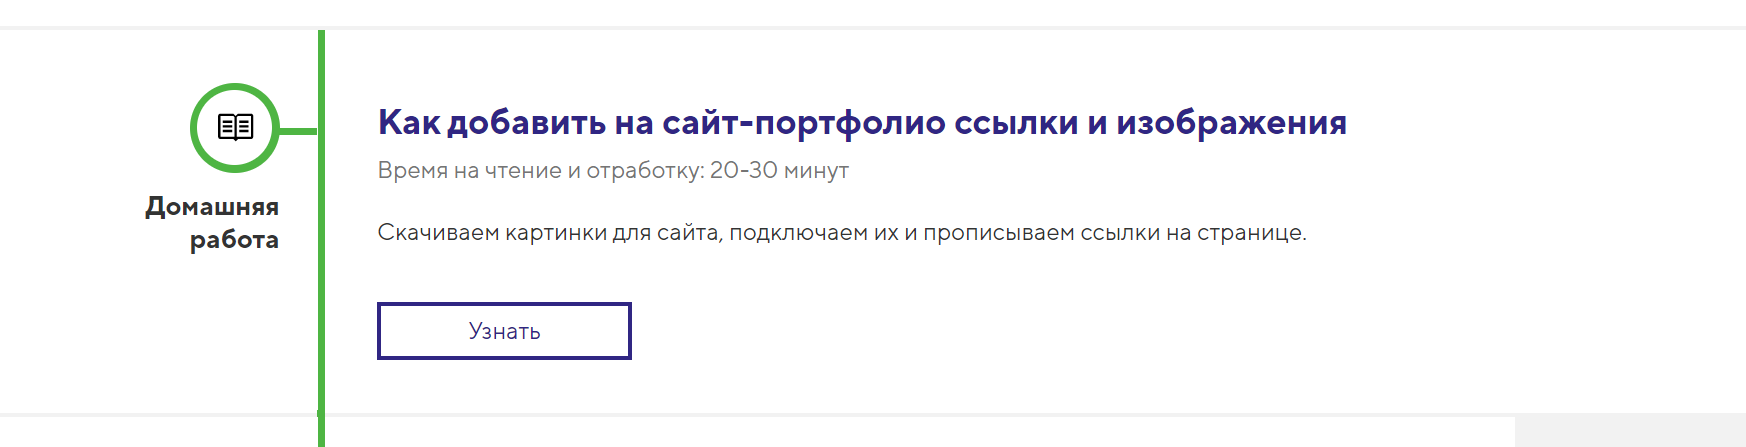 Домашняя
работа
Как добавить на сайт-портфолио ссылки и изображения
Время на чтение и отработку: 20-30 минут
Скачиваем картинки для сайта, подключаем их и прописываем ссылки на странице.
Узнать